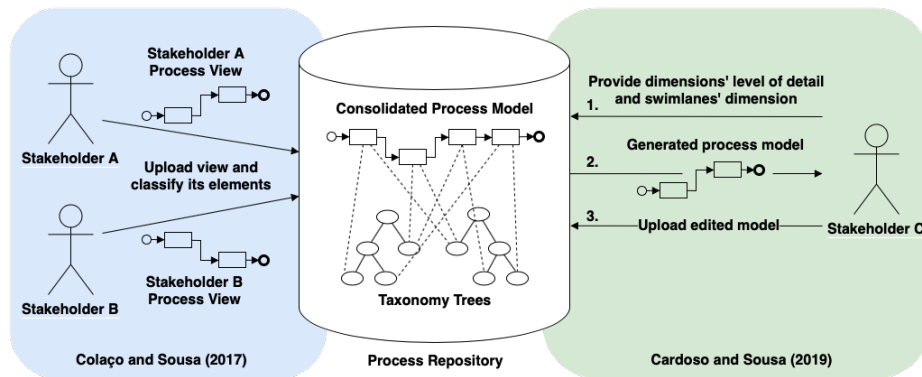 Stakeholder A
Process View
Stakeholder A
Upload view and
classify its elements
Stakeholder B
Stakeholder B
Process View
Colaço and Sousa (2017)
Consolidated Process Model
Taxonomy Trees
Process Repository
Provide dimensions' level of detail
1. and swimlanes' dimension
Generated process model
2.
3.
Upload edited model
Stakeholder C
Cardoso and Sousa (2019)